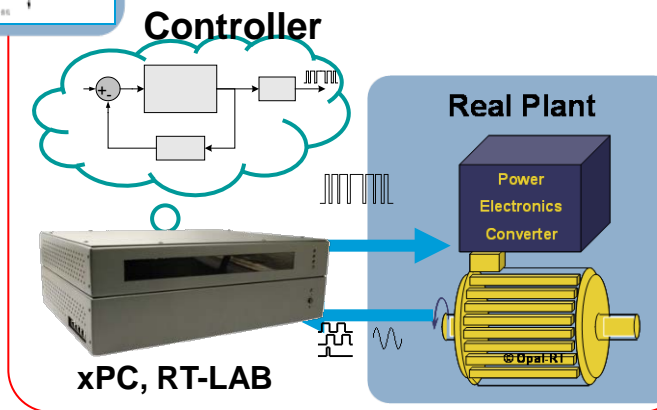 Controller
+
-
Real Plant
Power
Electronics
Converter
© Opal-RT
xPC, RT-LAB